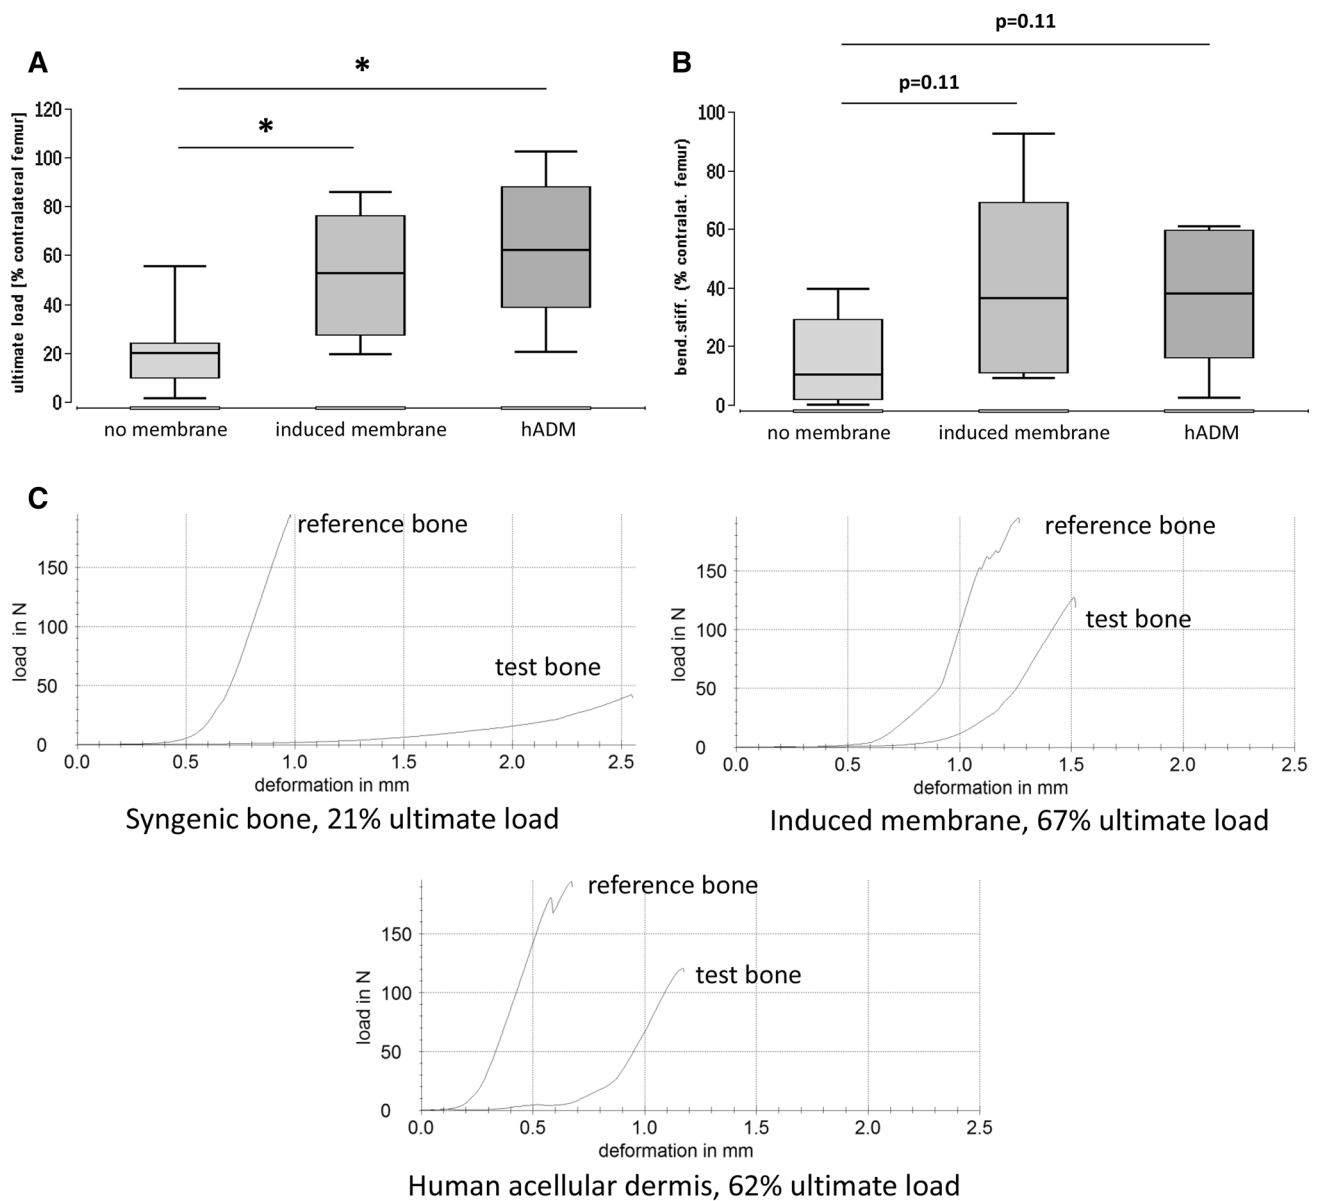 A
*
*
ultimate load [% contralateral femur]
120
100
80
60
40
20
0
no membrane
induced membrane
hADM
B
p=0.11
p=0.11
bend.stiff. (% contralat. femur)
100
80
60
40
20
0
no membrane
induced membrane
hADM
C
reference bone
test bone
load in N
150
100
50
0
0.0 0.5 1.0 1.5 2.0 2.5
deformation in mm
Syngenic bone, 21% ultimate load
reference bone
test bone
load in N
150
100
50
0
0.0 0.5 1.0 1.5 2.0 2.5
deformation in mm
Induced membrane, 67% ultimate load
reference bone
test bone
load in N
150
100
50
0
0.0 0.5 1.0 1.5 2.0 2.5
deformation in mm
Human acellular dermis, 62% ultimate load